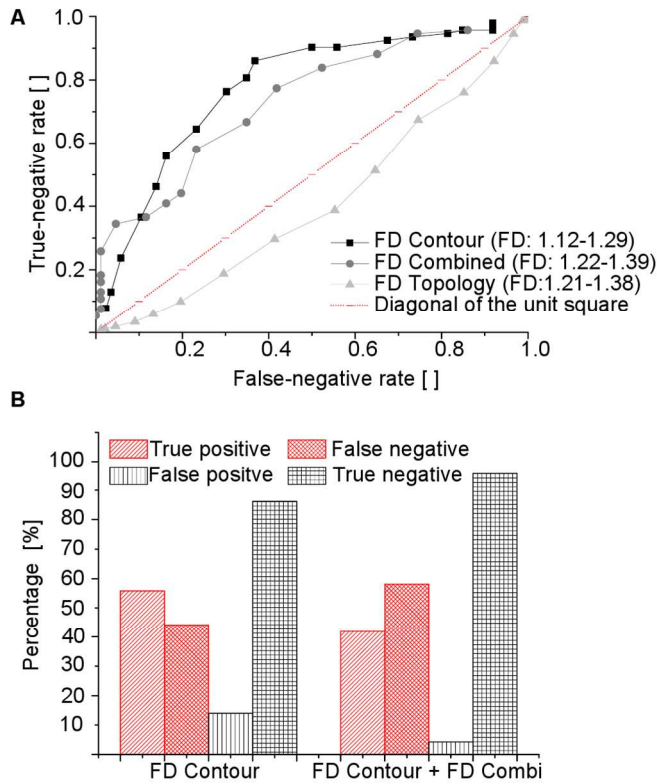 A
True-negative rate [ ]
1.0
0.8
0.6
0.4
0.2
FD Contour (FD: 1.12-1.29)
FD Combined (FD: 1.22-1.39)
FD Topology (FD:1.21-1.38)
Diagonal of the unit square
0.2 0.4 0.6 0.8 1.0
False-negative rate [ ]
B
True positive False negative
False positve True negative
Percentage [%]
100
90
80
70
60
50
40
30
20
10
FD Contour FD Contour + FD Combi